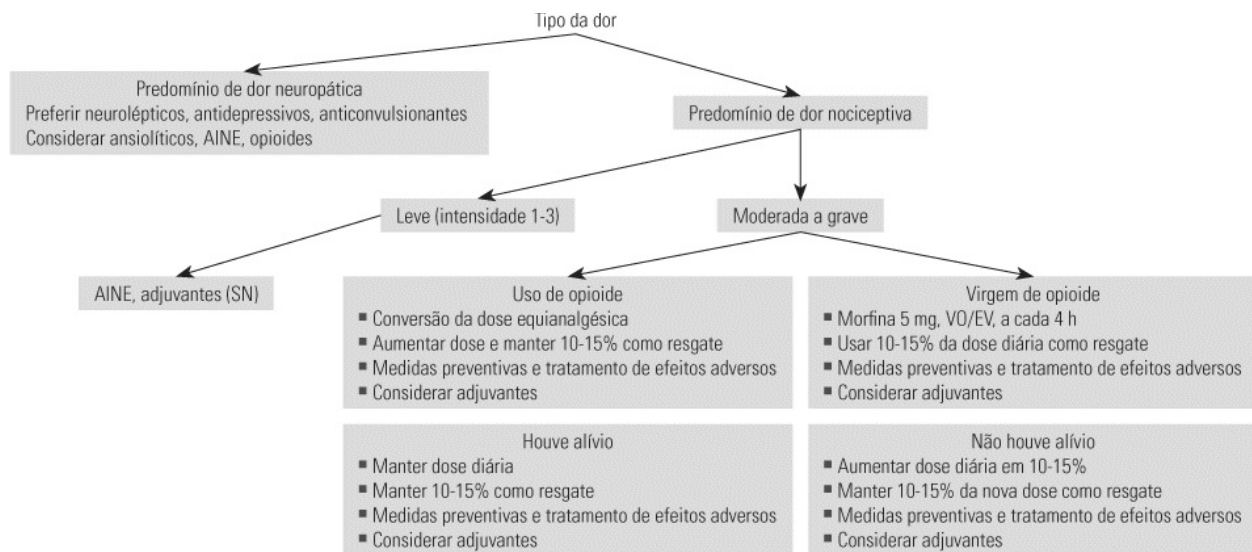 Tipo da dor
Predomínio de dor neuropática
Preferir neurolépticos, antidepressivos, anticonvulsionantes
Considerar ansiolíticos, AINE, opioides
Predomínio de dor nociceptiva
Leve (intensidade 1-3)
Moderada a grave
AINE, adjuvantes (SN)
Uso de opioide
▪ Conversão da dose equianalgésica
▪ Aumentar dose e manter 10-15% como resgate
▪ Medidas preventivas e tratamento de efeitos adversos
▪ Considerar adjuvantes
Virgem de opioide
▪ Morfina 5 mg, VO/EV, a cada 4 h
▪ Usar 10-15% da dose diária como resgate
▪ Medidas preventivas e tratamento de efeitos adversos
▪ Considerar adjuvantes
Houve alívio
▪ Manter dose diária
▪ Manter 10-15% como resgate
▪ Medidas preventivas e tratamento de efeitos adversos
▪ Considerar adjuvantes
Não houve alívio
▪ Aumentar dose diária em 10-15%
▪ Manter 10-15% da nova dose como resgate
▪ Medidas preventivas e tratamento de efeitos adversos
▪ Considerar adjuvantes